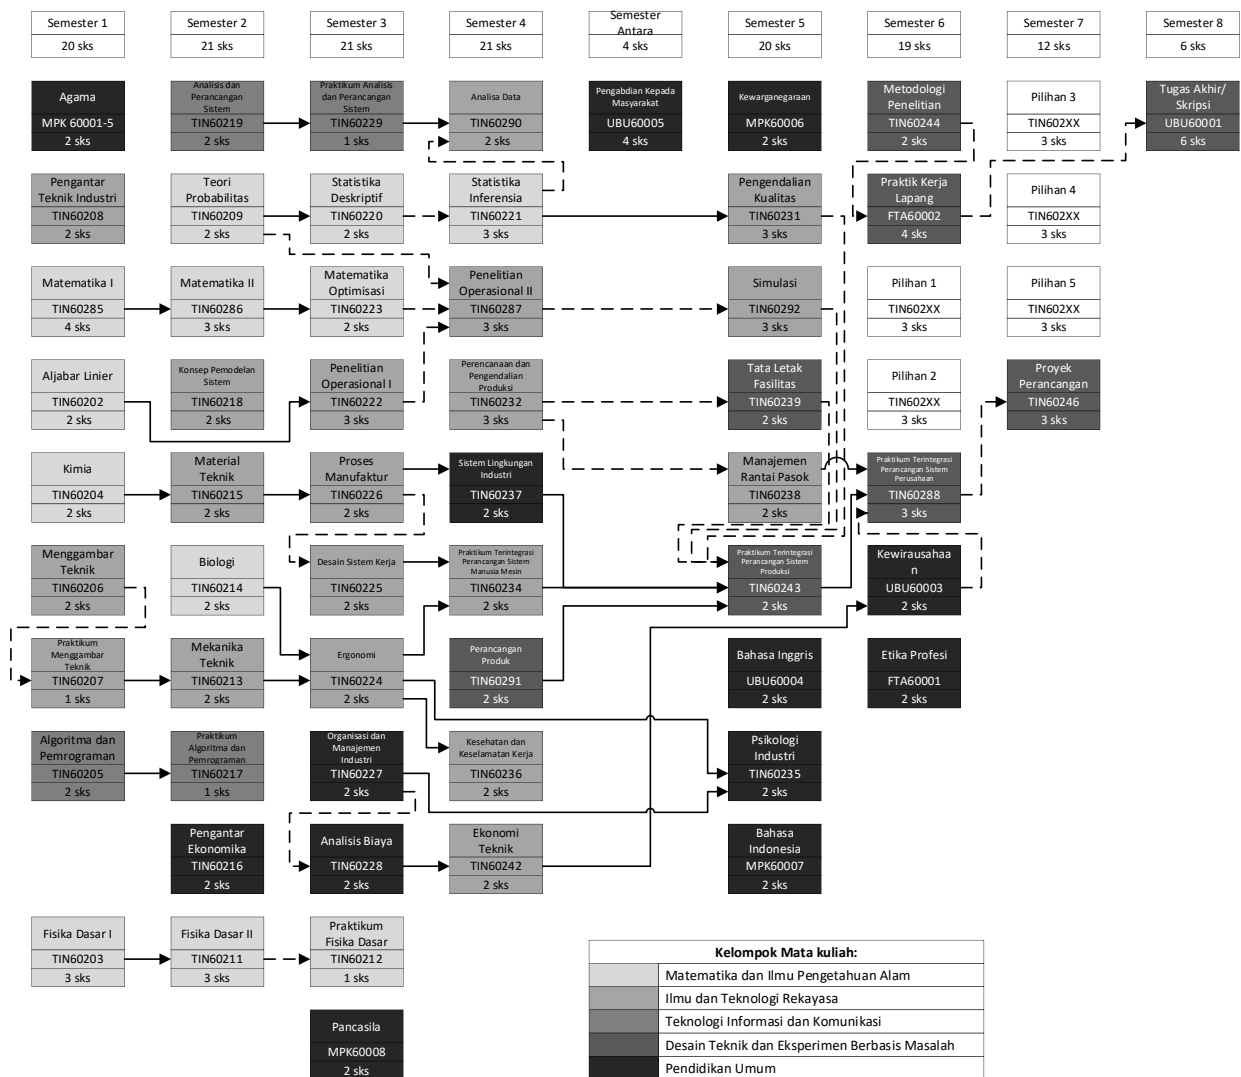 Semester 1
20 sks
Semester 2
21 sks
Semester 3
21 sks
Semester 4
21 sks
Semester
Antara
4 sks
Semester 5
20 sks
Semester 6
19 sks
Semester 7
12 sks
Semester 8
6 sks
Agama
MPK 60001-5
2 sks
Analisis dan
Perancangan
Sistem
TIN60219
2 sks
Praktikum Analisis
dan Perancangan
Sistem
TIN60229
1 sks
Analisa Data
TIN60290
2 sks
Pengabdian Kepada
Masyarakat
UBU60005
4 sks
Kewarganegaraan
MPK60006
2 sks
Metodologi
Penelitian
TIN60244
2 sks
Pilihan 3
TIN602XX
3 sks
Tugas Akhir/
Skripsi
UBU60001
6 sks
Pengantar
Teknik Industri
TIN60208
2 sks
Teori
Probabilitas
TIN60209
2 sks
Statistika
Deskriptif
TIN60220
2 sks
Statistika
Inferensia
TIN60221
3 sks
Pengendalian
Kualitas
TIN60231
3 sks
Praktik Kerja
Lapang
FTA60002
4 sks
Pilihan 4
TIN602XX
3 sks
Matematika I
TIN60285
4 sks
Matematika II
TIN60286
3 sks
Matematika
Optimisasi
TIN60223
2 sks
Penelitian
Operasional II
TIN60287
3 sks
Simulasi
TIN60292
3 sks
Pilihan 1
TIN602XX
3 sks
Pilihan 5
TIN602XX
3 sks
Aljabar Linier
TIN60202
2 sks
Konsep Pemodelan
Sistem
TIN60218
2 sks
Penelitian
Operasional I
TIN60222
3 sks
Perencanaan dan
Pengendalian
Produksi
TIN60232
3 sks
Tata Letak
Fasilitas
TIN60239
2 sks
Pilihan 2
TIN602XX
3 sks
Proyek
Perancangan
TIN60246
3 sks
Kimia
TIN60204
2 sks
Material
Teknik
TIN60215
2 sks
Proses
Manufaktur
TIN60226
2 sks
Sistem Lingkungan
Industri
TIN60237
2 sks
Manajemen
Rantai Pasok
TIN60238
2 sks
Praktikum Terintegrasi
Perancangan Sistem
Perusahaan
TIN60288
3 sks
Menggambar
Teknik
TIN60206
2 sks
Biologi
TIN60214
2 sks
Desain Sistem Kerja
TIN60225
2 sks
Praktikum Terintegrasi
Perancangan Sistem
Manusia Mesin
TIN60234
2 sks
Praktikum Terintegrasi
Perancangan Sistem
Produksi
TIN60243
2 sks
Kewirausahaa
n
UBU60003
2 sks
Praktikum
Menggambar
Teknik
TIN60207
1 sks
Mekanika
Teknik
TIN60213
2 sks
Ergonomi
TIN60224
2 sks
Perancangan
Produk
TIN60291
2 sks
Bahasa Inggris
UBU60004
2 sks
Etika Profesi
FTA60001
2 sks
Algoritma dan
Pemrograman
TIN60205
2 sks
Praktikum
Algoritma dan
Pemrograman
TIN60217
1 sks
Organisasi dan
Manajemen
Industri
TIN60227
2 sks
Kesehatan dan
Keselamatan Kerja
TIN60236
2 sks
Psikologi
Industri
TIN60235
2 sks
Pengantar
Ekonomika
TIN60216
2 sks
Analisis Biaya
TIN60228
2 sks
Ekonomi
Teknik
TIN60242
2 sks
Bahasa
Indonesia
MPK60007
2 sks
Fisika Dasar I
TIN60203
3 sks
Fisika Dasar II
TIN60211
3 sks
Praktikum
Fisika Dasar
TIN60212
1 sks
Pancasila
MPK60008
2 sks
Kelompok Mata kuliah:
Matematika dan Ilmu Pengetahuan Alam
Ilmu dan Teknologi Rekayasa
Teknologi Informasi dan Komunikasi
Desain Teknik dan Eksperimen Berbasis Masalah
Pendidikan Umum